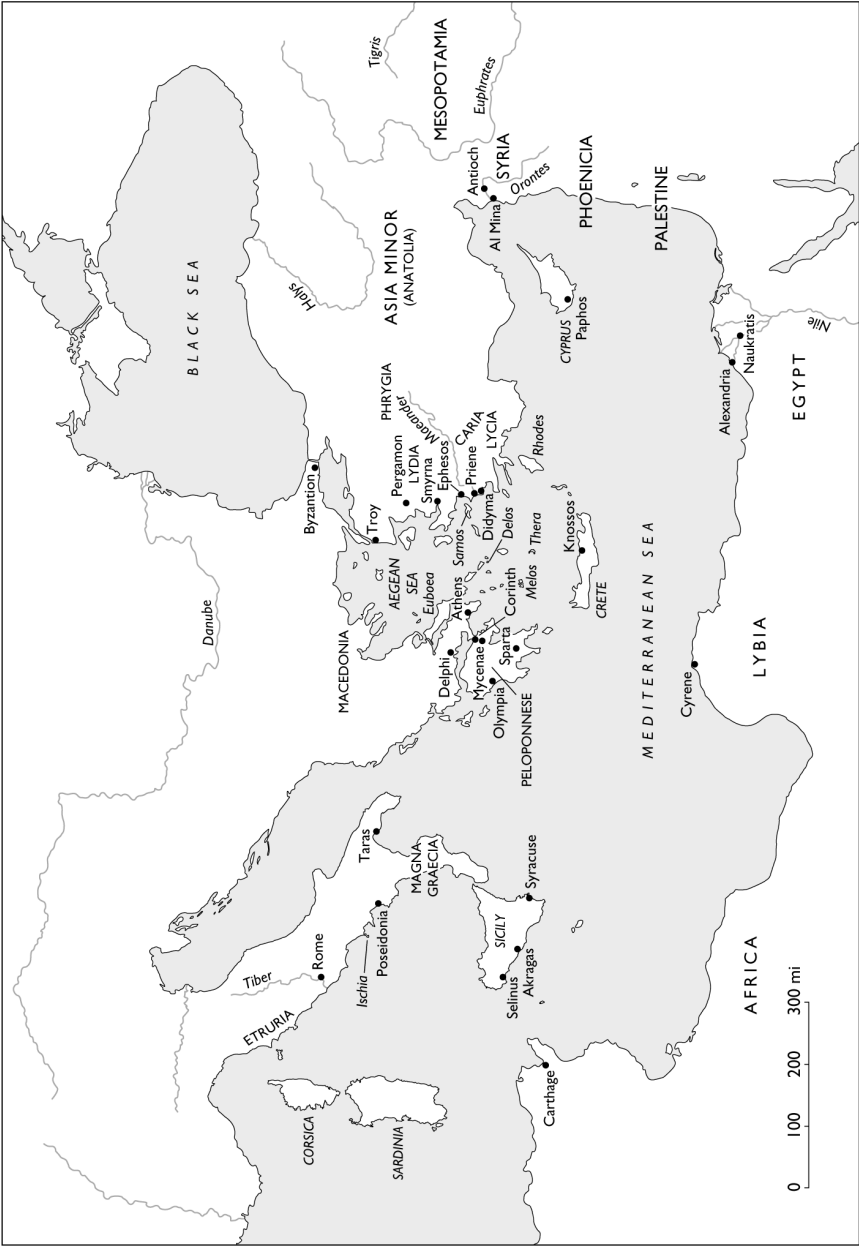 BLACK SEA
Danube
Tigris
MESOPOTAMIA
Euphrates
Halys
ASIA MINOR
(ANATOLIA)
Antioch
SYRIA
Al Mina
Orontes
PHOENICIA
PALESTINE
CYPRUS
Paphos
PHRYGIA
Maeander
Byzantion
Troy
Pergamon
LYDIA
Smyrna
Ephesos
Priene
CARIA
LYCIA
Didyma
Samos
Delos
Rhodes
AEGEAN
SEA
Euboea
MACEDONIA
Athens
Delphi
Corinth
Mycenae
Sparta
Olympia
PELOPONNESE
Melos
Thera
Knossos
CRETE
MEDITERRANEAN SEA
Tiber
Rome
ETRURIA
Ischia
Poseidonia
Taras
MAGNA
GRAECIA
CORSICA
SARDINIA
SICILY
Selinus
Akragas
Syracuse
Carthage
AFRICA
Cyrene
LYBIA
Alexandria
Naukratis
EGYPT
Nile
0 100 200 300 mi